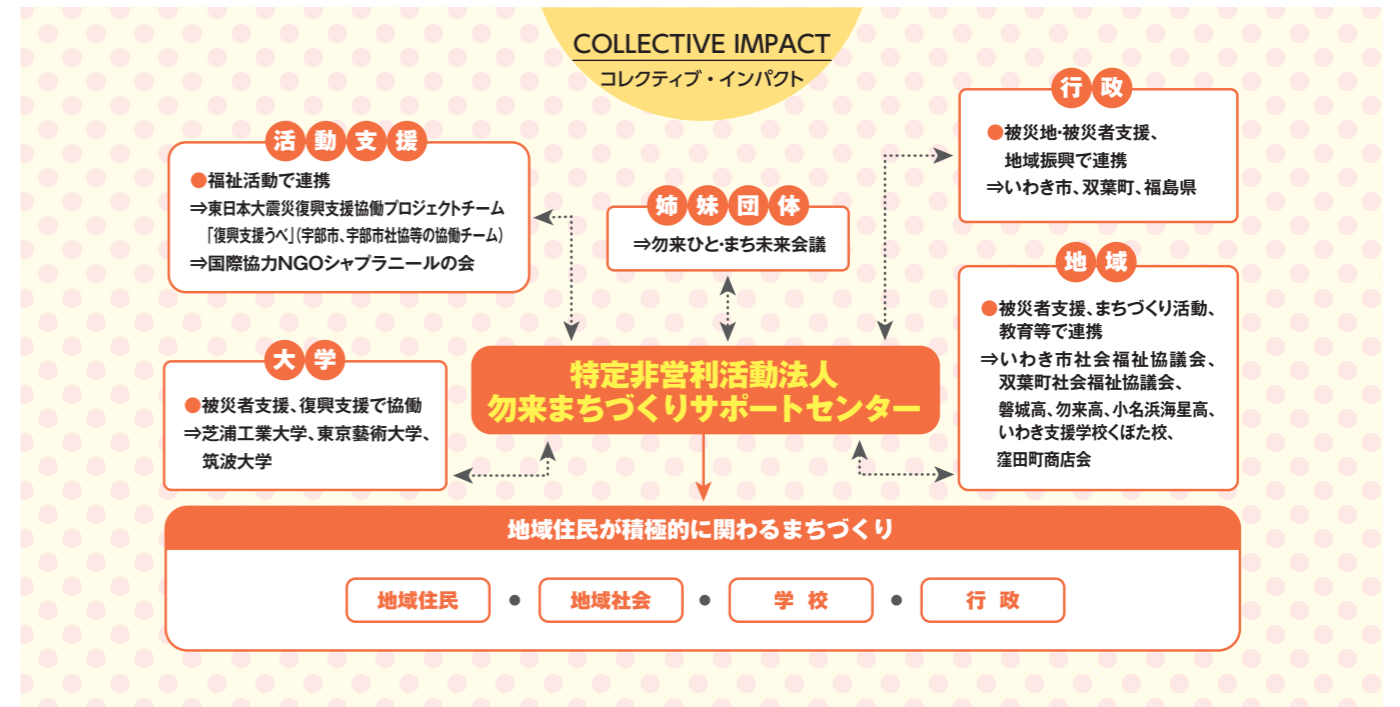 COLLECTIVE IMPACT
コレクティブ・インパクト
活動支援
●福祉活動で連携
⇒東日本大震災復興支援協働プロジェクトチーム
「復興支援うべ」(宇部市、宇部市社協等の協働チーム)
⇒国際協力NGOシャプラニールの会
姉妹団体
⇒勿来ひと・まち未来会議
行政
●被災地・被災者支援、
地域振興で連携
⇒いわき市、双葉町、福島県
大学
●被災者支援、復興支援で協働
⇒芝浦工業大学、東京藝術大学、
筑波大学
特定非営利活動法人
勿来まちづくりサポートセンター
地域
●被災者支援、まちづくり活動、
教育等で連携
⇒いわき市社会福祉協議会、
双葉町社会福祉協議会、
磐城高、勿来高、小名浜海星高、
いわき支援学校くぼた校、
窪田町商店会
地域住民が積極的に関わるまちづくり
地域住民 ● 地域社会 ● 学校 ● 行政